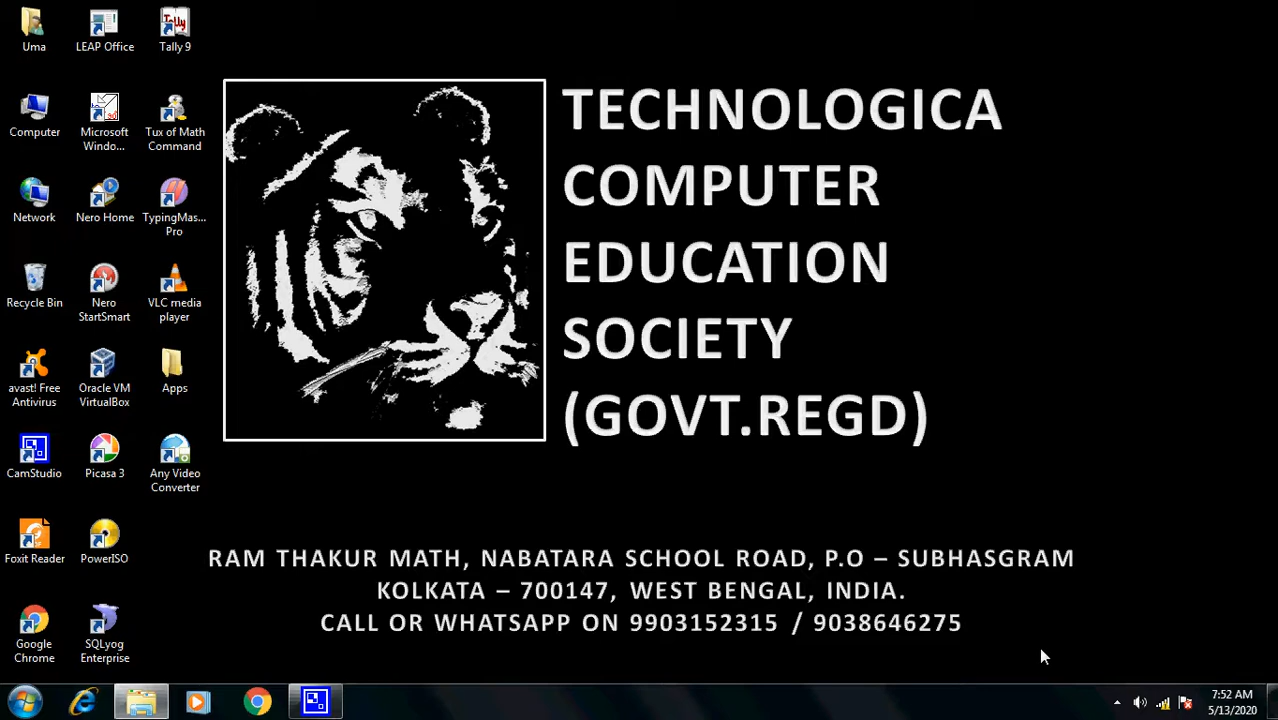 Uma
LEAP Office
Tally
Tally 9
Computer
Microsoft
Windo...
Tux of Math
Command
Network
Nero Home
TypingMas...
Pro
Recycle Bin
Nero
StartSmart
VLC media
player
avast! Free
Antivirus
Oracle VM
VirtualBox
Apps
CamStudio
Picasa 3
Any Video
Converter
Foxit Reader
PowerISO
Google
Chrome
SQLyog
Enterprise
TECHNOLOGICA
COMPUTER
EDUCATION
SOCIETY
(GOVT.REGD)
RAM THAKUR MATH, NABATARA SCHOOL ROAD, P.O – SUBHASGRAM
KOLKATA – 700147, WEST BENGAL, INDIA.
CALL OR WHATSAPP ON 9903152315 / 9038646275
7:52 AM
5/13/2020